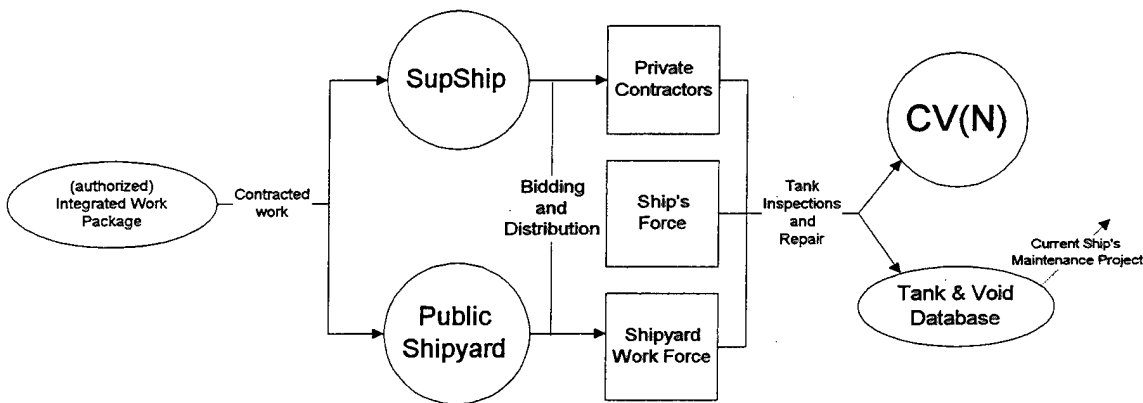 (authorized)
Integrated Work
Package
Contracted
work
SupShip
Public
Shipyard
Bidding
and
Distribution
Private
Contractors
Ship's
Force
Shipyard
Work Force
Tank
Inspections
and
Repair
CV(N)
Current Ship's
Maintenance Project
Tank & Void
Database